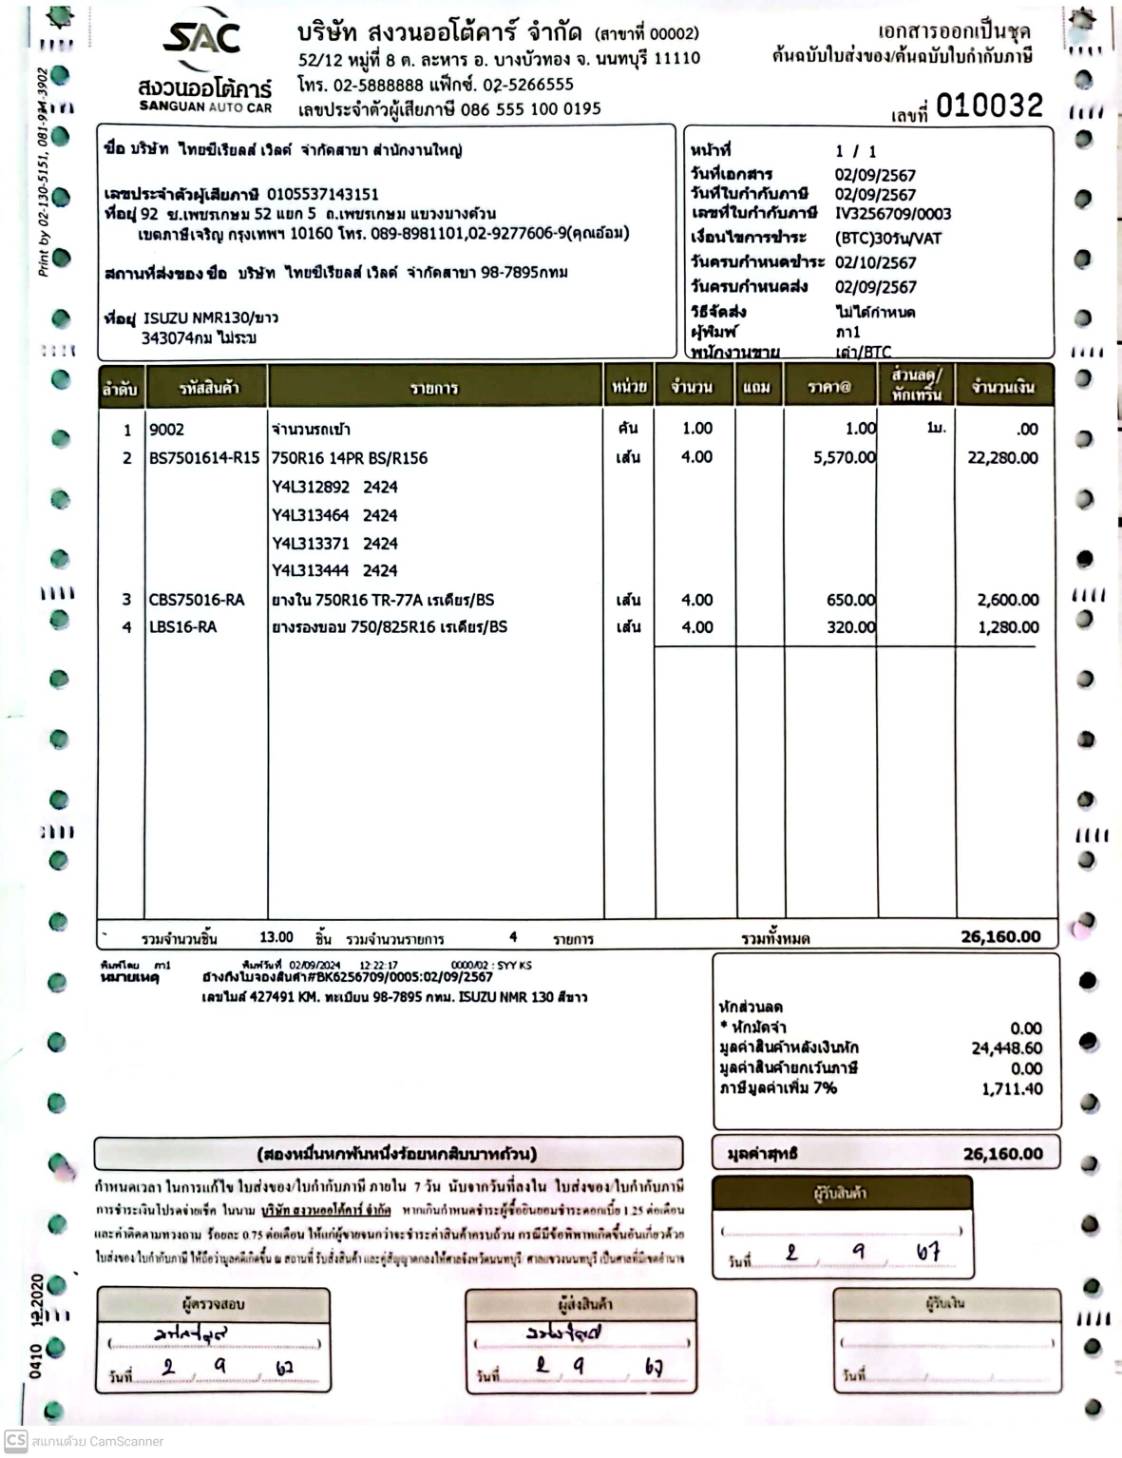 SAC
สงวนออโต้คาร์
SANGUAN AUTO CAR
บริษัท สงวนออโต้คาร์ จำกัด (สาขาที่ 00002)
52/12 หมู่ที่ 8 ต. ละหาร อ. บางบัวทอง จ. นนทบุรี 11110
โทร. 02-5888888 แฟ็กซ์. 02-5266555
เลขประจำตัวผู้เสียภาษี 086 555 100 0195
เอกสารออกเป็นชุด
ต้นฉบับใบส่งของ/ต้นฉบับใบกำกับภาษี
เลขที่ 010032
Print by 02-130-5151, 081-934-3902
ชื่อ บริษัท ไทยซีเรียลส์ เวิลด์ จำกัดสาขา สำนักงานใหญ่
เลขประจำตัวผู้เสียภาษี 0105537143151
ที่อยู่ 92 ซ.เพชรเกษม 52 แยก 5 ถ.เพชรเกษม แขวงบางด้วน
เขตภาษีเจริญ กรุงเทพฯ 10160 โทร. 089-8981101,02-9277606-9(คุณอ้อม)
สถานที่ส่งของ ชื่อ บริษัท ไทยซีเรียลส์ เวิลด์ จำกัดสาขา 98-7895กทม
ที่อยู่ ISUZU NMR130/ขาว
343074กม ไม่ระบ
หน้าที่ 1 / 1
วันที่เอกสาร 02/09/2567
วันที่ใบกำกับภาษี 02/09/2567
เลขที่ใบกำกับภาษี IV3256709/0003
เงื่อนไขการชำระ (BTC)30วัน/VAT
วันครบกำหนดชำระ 02/10/2567
วันครบกำหนดส่ง 02/09/2567
วิธีจัดส่ง ไม่ได้กำหนด
ผู้พิมพ์ ภา1
พนักงานขาย เต่า/BTC
ลำดับ รหัสสินค้า รายการ หน่วย จำนวน แถม ราคา@ ส่วนลด/หักเทริ์น จำนวนเงิน
1 9002 จำนวนรถเข้า คัน 1.00 1.00 1บ. .00
2 BS7501614-R15 750R16 14PR BS/R156 เส้น 4.00 5,570.00 22,280.00
Y4L312892 2424
Y4L313464 2424
Y4L313371 2424
Y4L313444 2424
3 CBS75016-RA ยางใน 750R16 TR-77A เรเดียร/BS เส้น 4.00 650.00 2,600.00
4 LBS16-RA ยางรองขอบ 750/825R16 เรเดียร/BS เส้น 4.00 320.00 1,280.00
รวมจำนวนชิ้น 13.00 ชิ้น รวมจำนวนรายการ 4 รายการ รวมทั้งหมด 26,160.00
พิมพ์โดย ภา1 พิมพ์วันที่ 02/09/2024 12:22:17 0000/02 : SYY KS
หมายเหตุ อ้างถึงใบจองสินค้า#BK6256709/0005:02/09/2567
เลขไมล์ 427491 KM. ทะเบียน 98-7895 กทม. ISUZU NMR 130 สีขาว
หักส่วนลด
* หักมัดจำ 0.00
มูลค่าสินค้าหลังเงินหัก 24,448.60
มูลค่าสินค้ายกเว้นภาษี 0.00
ภาษีมูลค่าเพิ่ม 7% 1,711.40
(สองหมื่นหกพันหนึ่งร้อยหกสิบบาทถ้วน)
มูลค่าสุทธิ 26,160.00
กำหนดเวลา ในการแก้ไข ใบส่งของ/ใบกำกับภาษี ภายใน 7 วัน นับจากวันที่ลงใน ใบส่งของ/ใบกำกับภาษี
การชำระเงินโปรดจ่ายเช็ค ในนาม บริษัท สงวนออโต้คาร์ จำกัด หากเกินกำหนดชำระผู้ซื้อยินยอมชำระดอกเบี้ย 1.25 ต่อเดือน
และค่าติดตามทวงถาม ร้อยละ 0.75 ต่อเดือน ให้แก่ผู้ขายจนกว่าจะชำระค่าสินค้าครบถ้วน กรณีมีข้อพิพาทเกิดขึ้นอันเกี่ยวด้วย
ใบส่งของ/ใบกำกับภาษี ให้ถือว่ามูลคดีเกิดขึ้น ณ สถานที่ รับสั่งสินค้า และคู่สัญญาตกลงให้ศาลจังหวัดนนทบุรี ศาลแขวงนนทบุรี เป็นศาลที่มีเขตอำนาจ
ผู้รับสินค้า
วันที่ 2 / 9 / 67
ผู้ตรวจสอบ
วันที่ 2 / 9 / 67
ผู้ส่งสินค้า
วันที่ 2 / 9 / 67
ผู้รับเงิน
วันที่
0410 12.2020
CS สแกนด้วย CamScanner